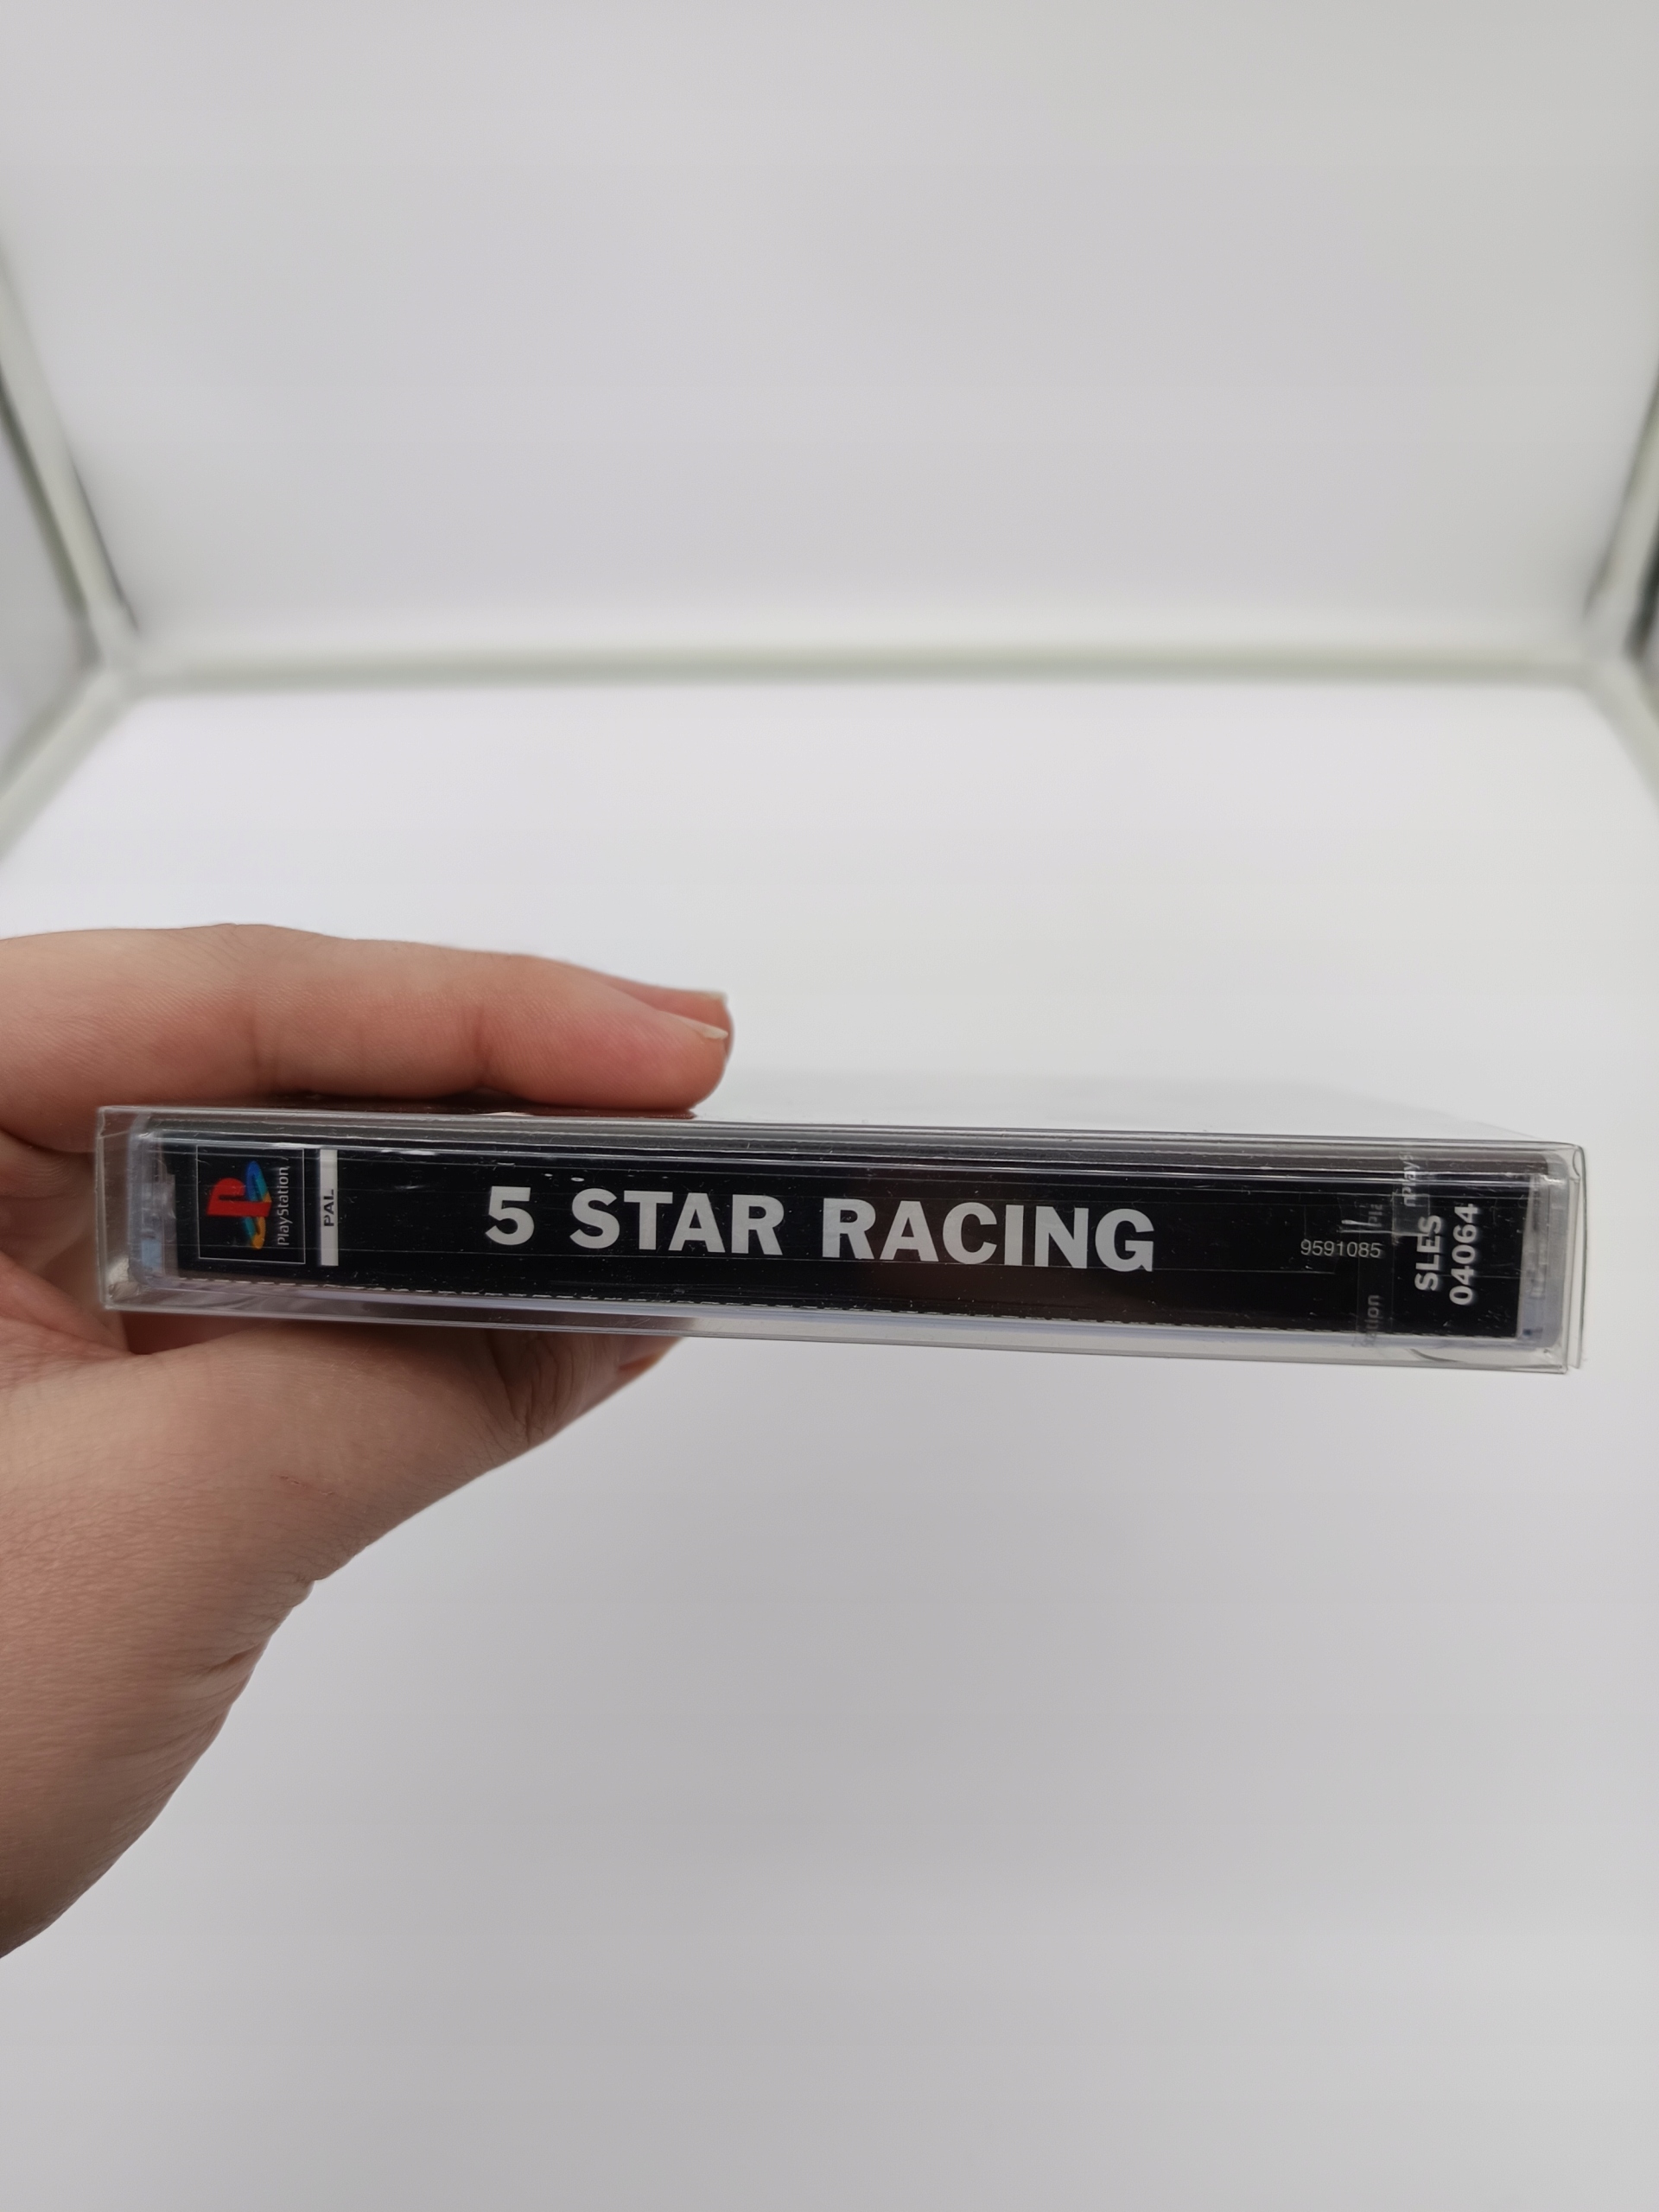 PlayStation
PAL
5 STAR RACING
9591085
SLES
04064